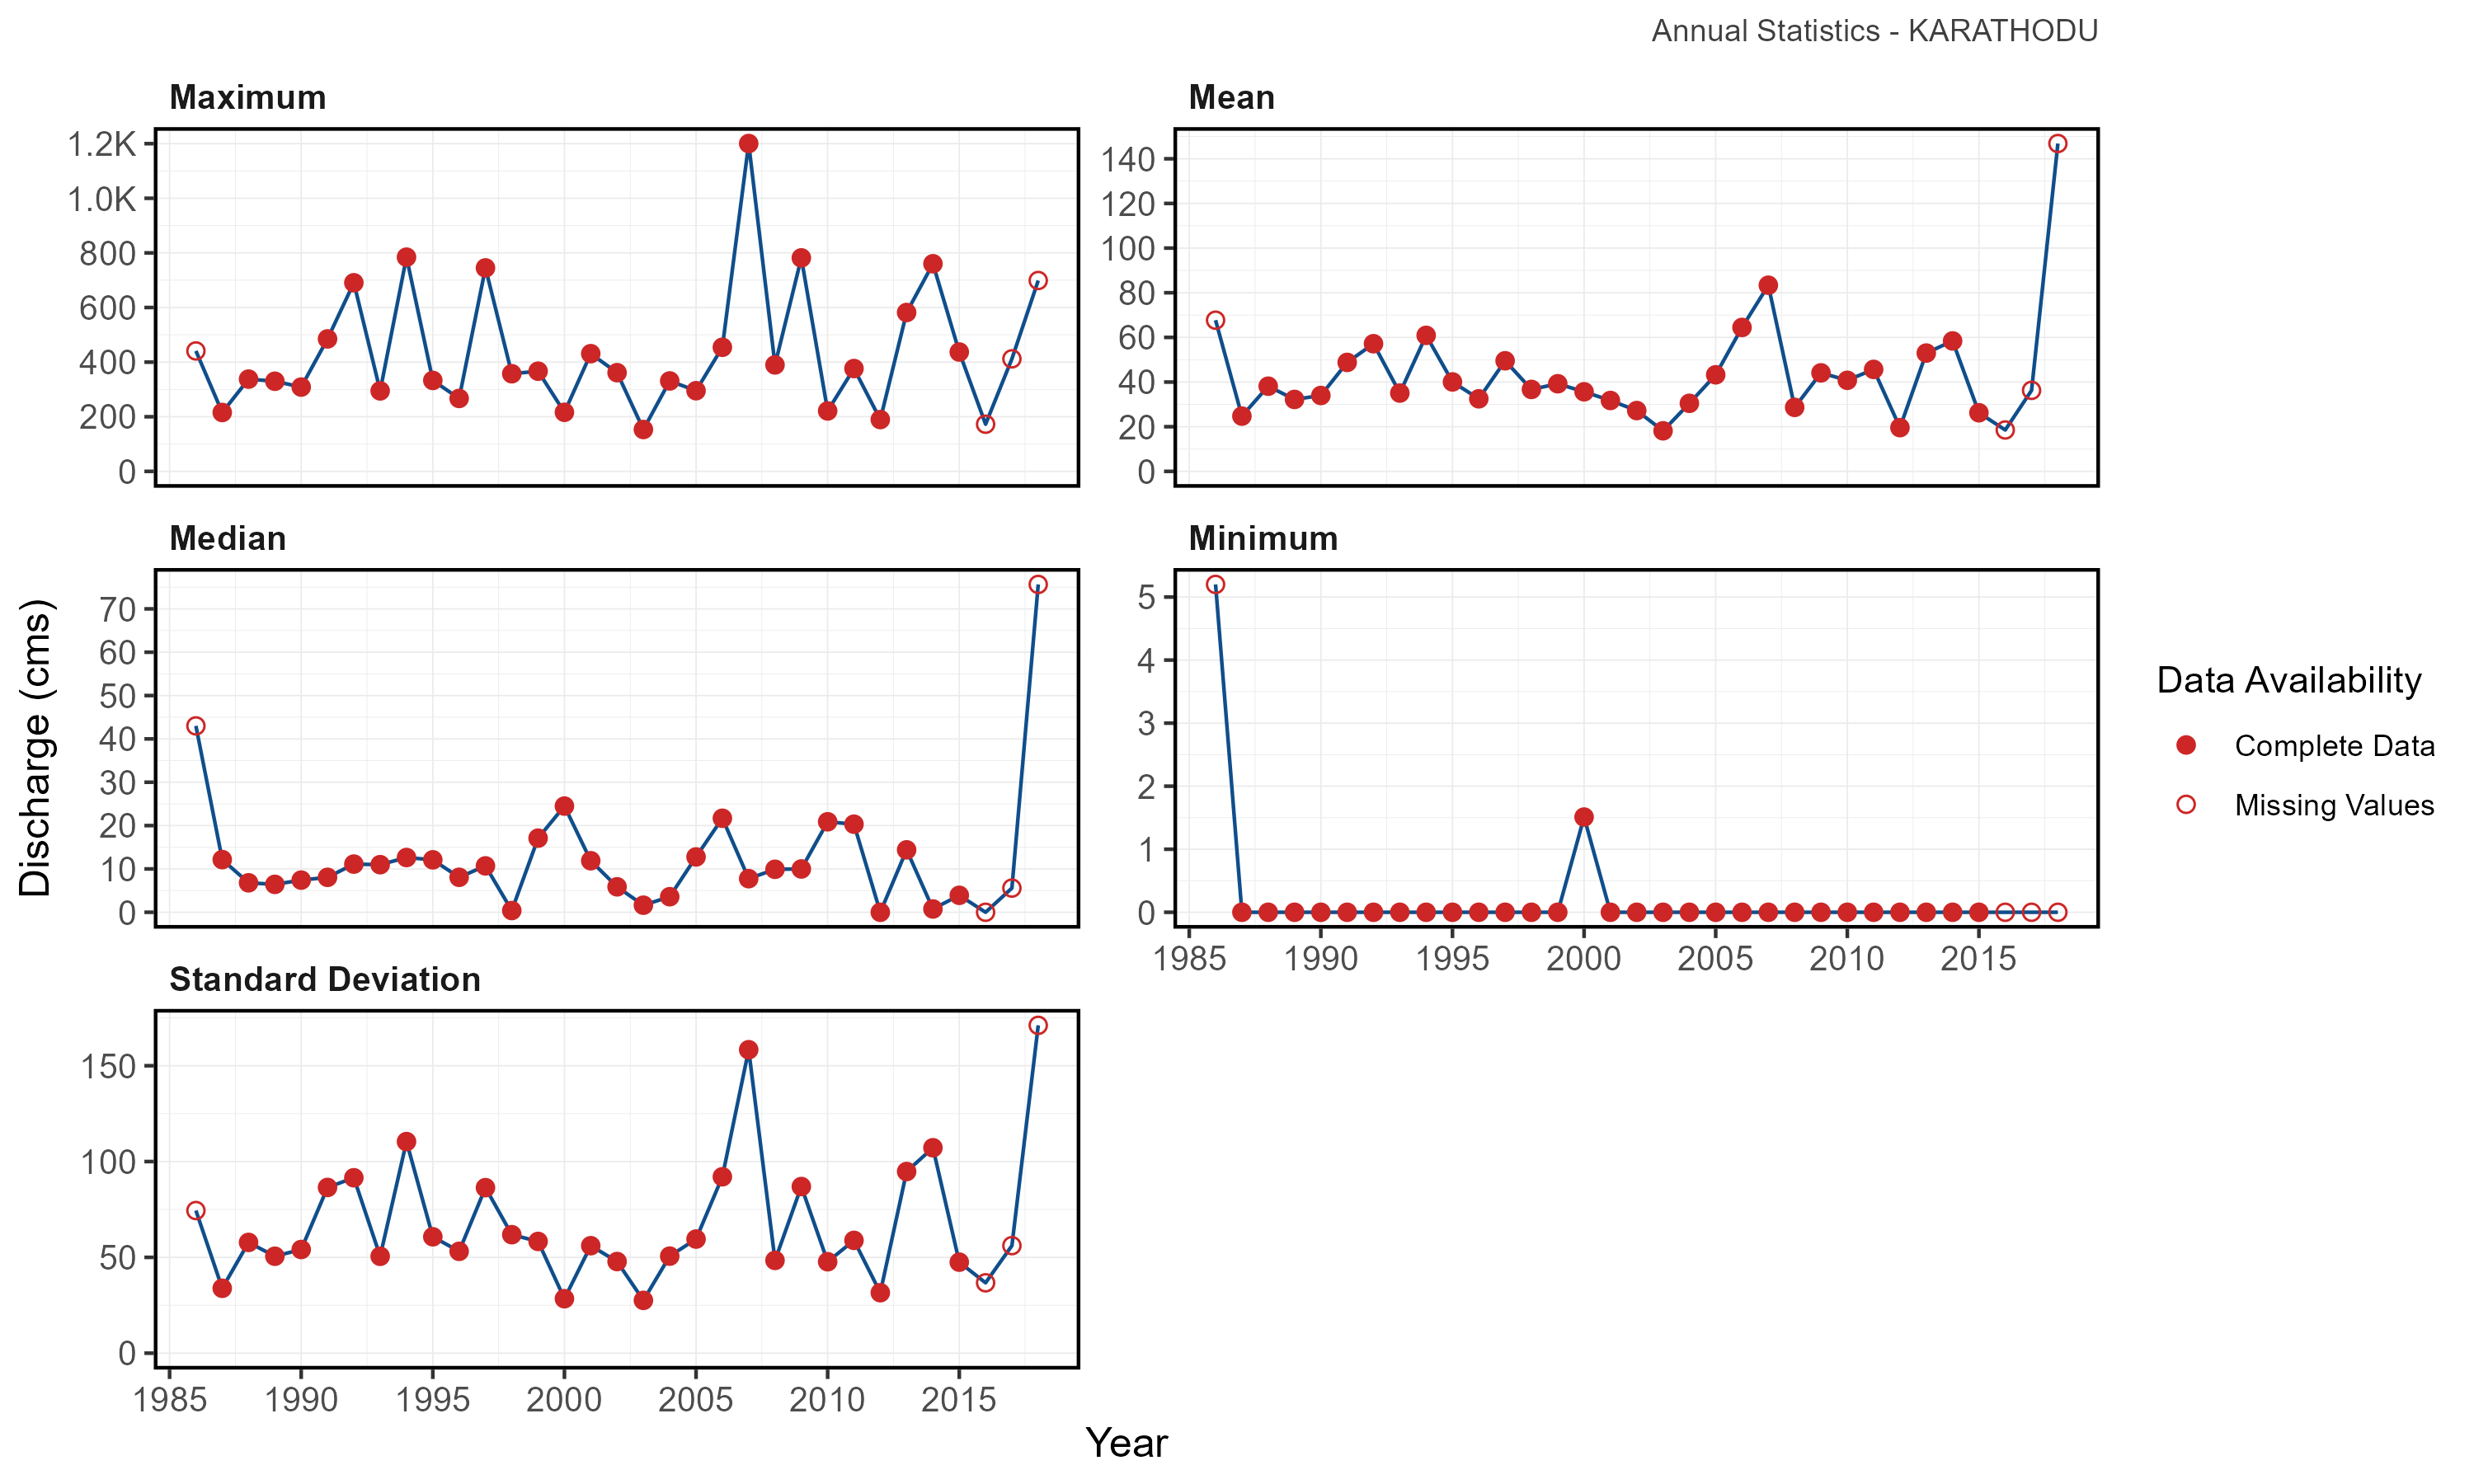 Annual Statistics - KARATHODU
Maximum
1.2K
1.0K
800
600
400
200
0
Mean
140
120
100
80
60
40
20
0
Discharge (cms)
Median
70
60
50
40
30
20
10
0
Minimum
5
4
3
2
1
0
1985 1990 1995 2000 2005 2010 2015
Standard Deviation
150
100
50
0
1985 1990 1995 2000 2005 2010 2015
Year
Data Availability
Complete Data
Missing Values